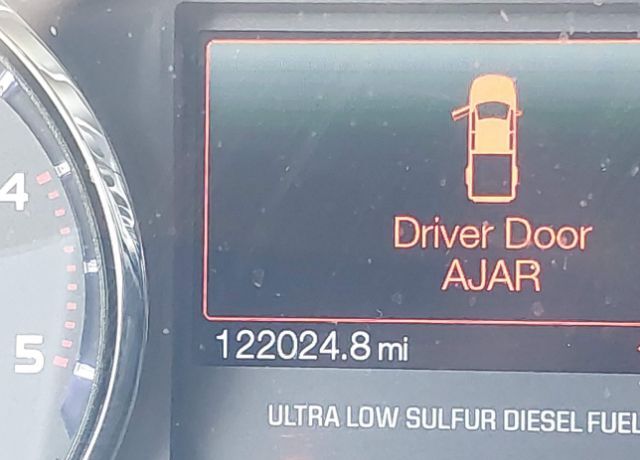 4
Driver Door
AJAR
5
122024.8 mi
ULTRA LOW SULFUR DIESEL FUEL